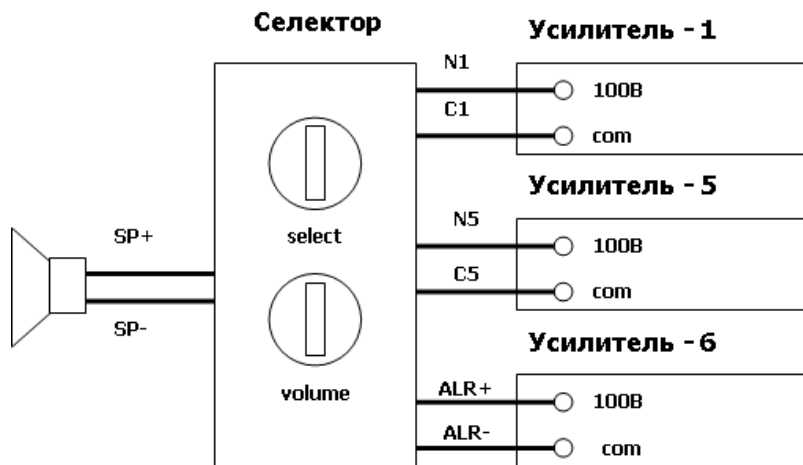 Селектор
Усилитель - 1
N1
100В
C1
com
Усилитель - 5
select
SP+
N5
100В
C5
com
SP-
Усилитель - 6
volume
ALR+
100В
ALR-
com